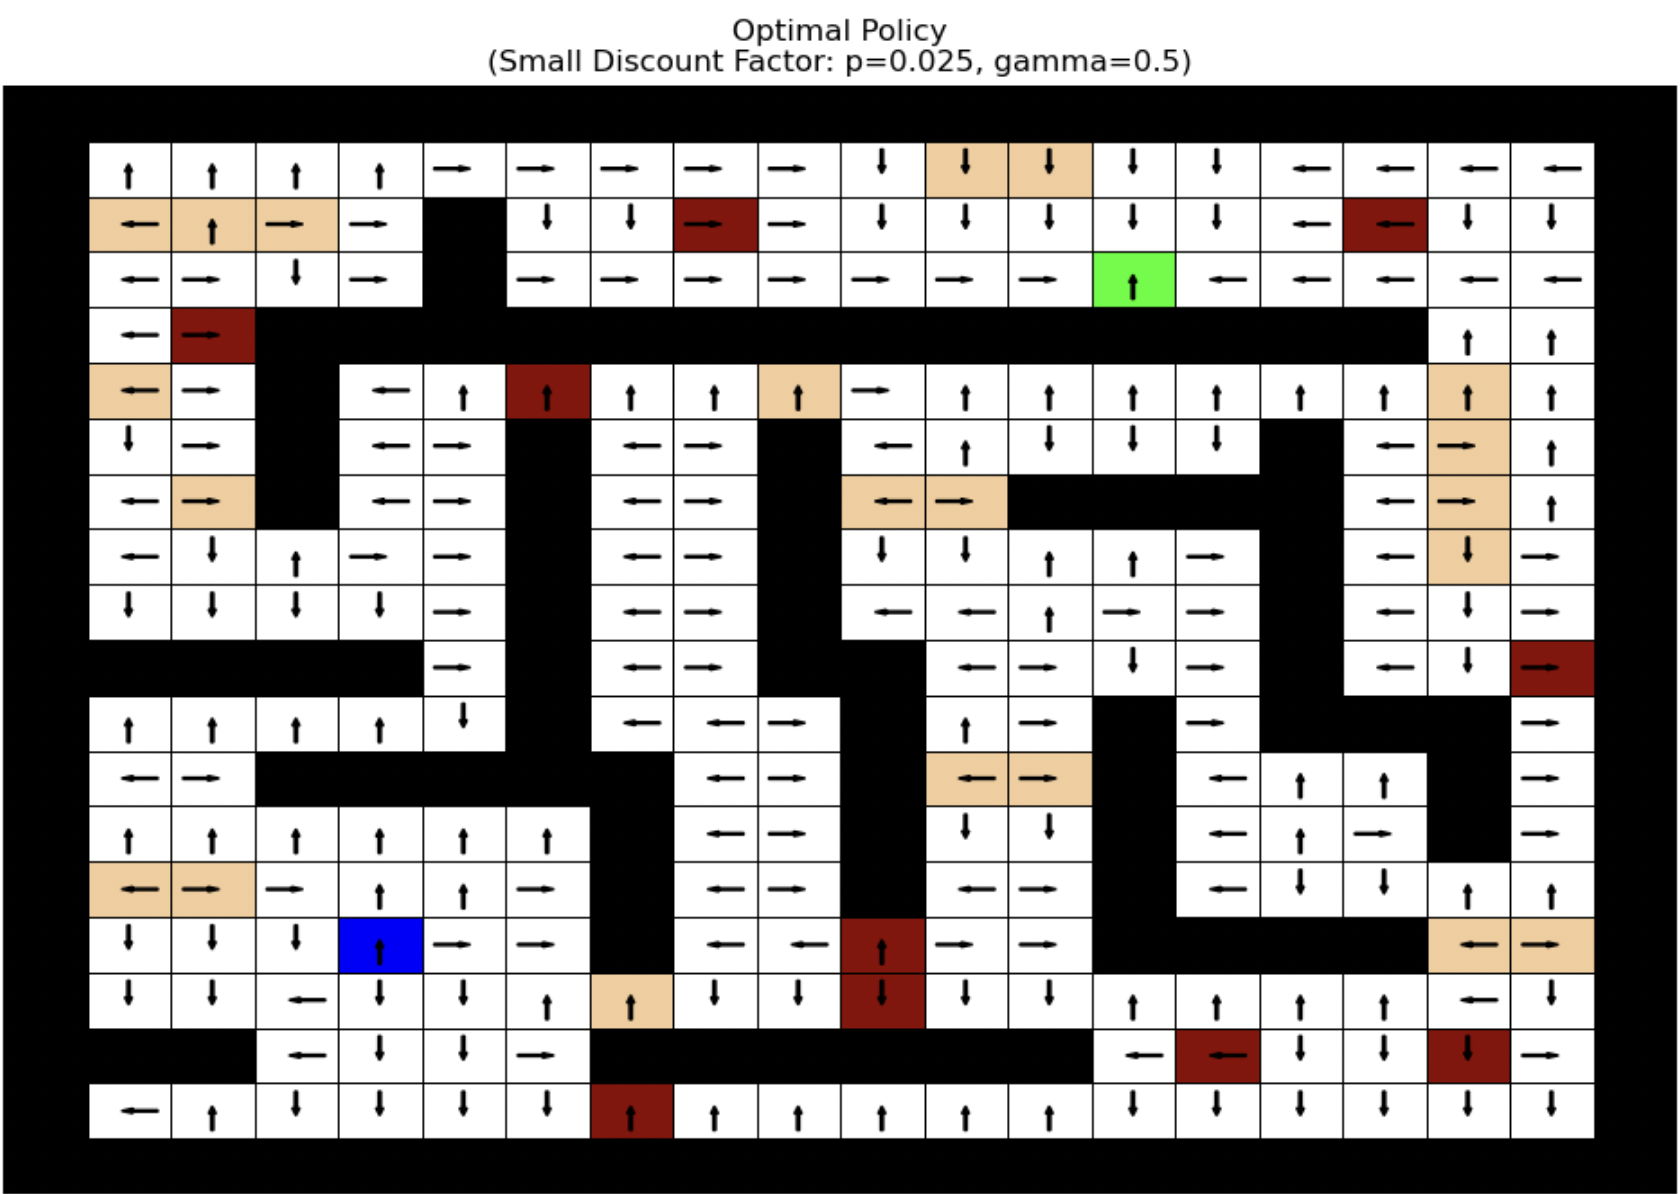 Optimal Policy
(Small Discount Factor: p=0.025, gamma=0.5)